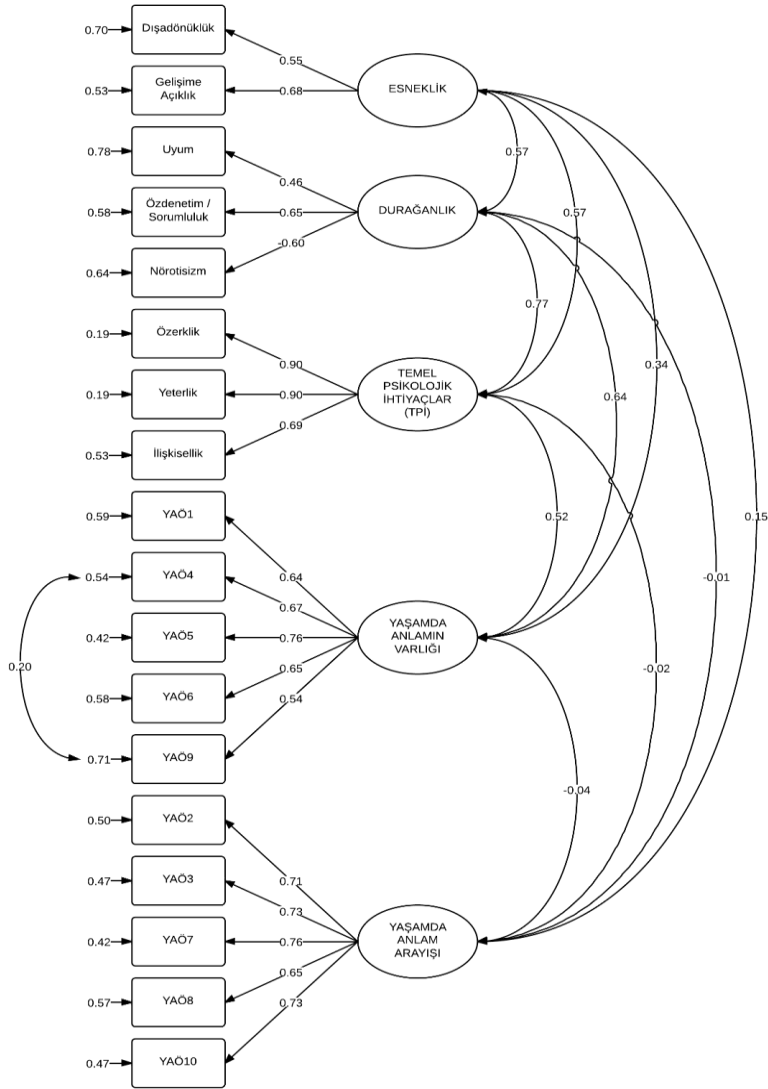 0.70
Dışadönüklük
0.55
0.53
Gelişime
Açıklık
0.68
ESNEKLİK
0.78
Uyum
0.46
0.57
0.58
Özdenetim /
Sorumluluk
0.65
DURAĞANLIK
0.57
-0.60
0.64
Nörotisizm
0.77
0.19
Özerklik
0.90
0.34
0.19
Yeterlik
0.90
TEMEL
PSİKOLOJİK
İHTİYAÇLAR
(TPİ)
0.64
0.69
0.53
İlişkisellik
0.59
YAÖ1
0.52
0.15
0.64
0.54
YAÖ4
0.67
-0.01
0.42
YAÖ5
0.76
YAŞAMDA
ANLAMIN
VARLIĞI
0.20
0.65
-0.02
0.58
YAÖ6
0.54
0.71
YAÖ9
-0.04
0.50
YAÖ2
0.71
0.47
YAÖ3
0.73
0.42
YAÖ7
0.76
YAŞAMDA
ANLAM
ARAYIŞI
0.65
0.57
YAÖ8
0.73
0.47
YAÖ10